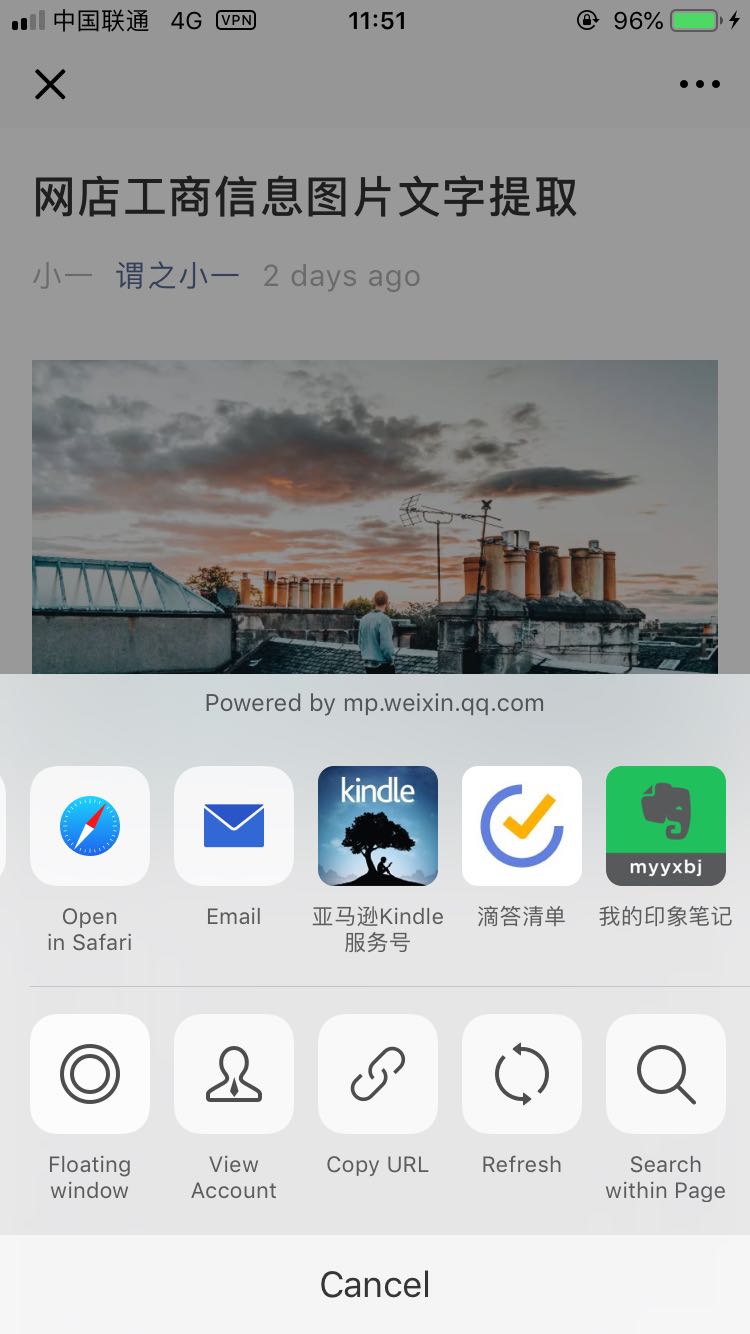 中国联通 4G VPN 11:51 96%
网店工商信息图片文字提取
小一 谓之小一 2 days ago
Powered by mp.weixin.qq.com
kindle
myyxbj
Open
in Safari
Email
亚马逊Kindle
服务号
滴答清单
我的印象笔记
Floating
window
View
Account
Copy URL
Refresh
Search
within Page
Cancel